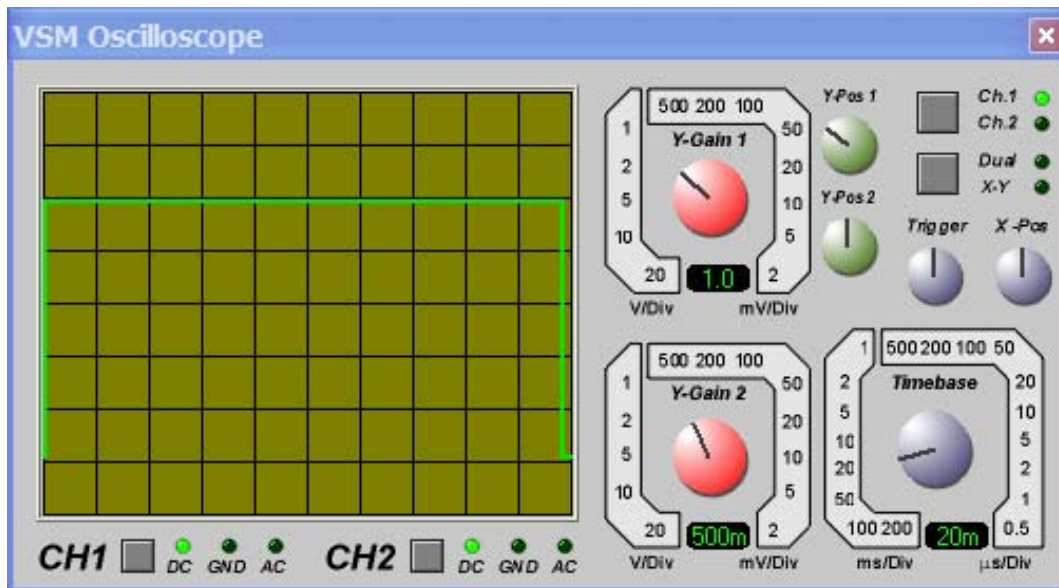 VSM Oscilloscope
500 200 100
1
2
5
10
20
50
20
10
5
2
Y-Gain 1
1.0
V/Div
mV/Div
Y-Pos 1
Y-Pos 2
Ch.1
Ch.2
Dual
X-Y
Trigger
X-Pos
500 200 100
1
2
5
10
20
50
20
10
5
2
Y-Gain 2
500m
V/Div
mV/Div
1
500 200 100 50
2
5
10
20
50
100 200
20
10
5
2
1
0.5
Timebase
20m
ms/Div
µs/Div
CH1
DC
GND
AC
CH2
DC
GND
AC